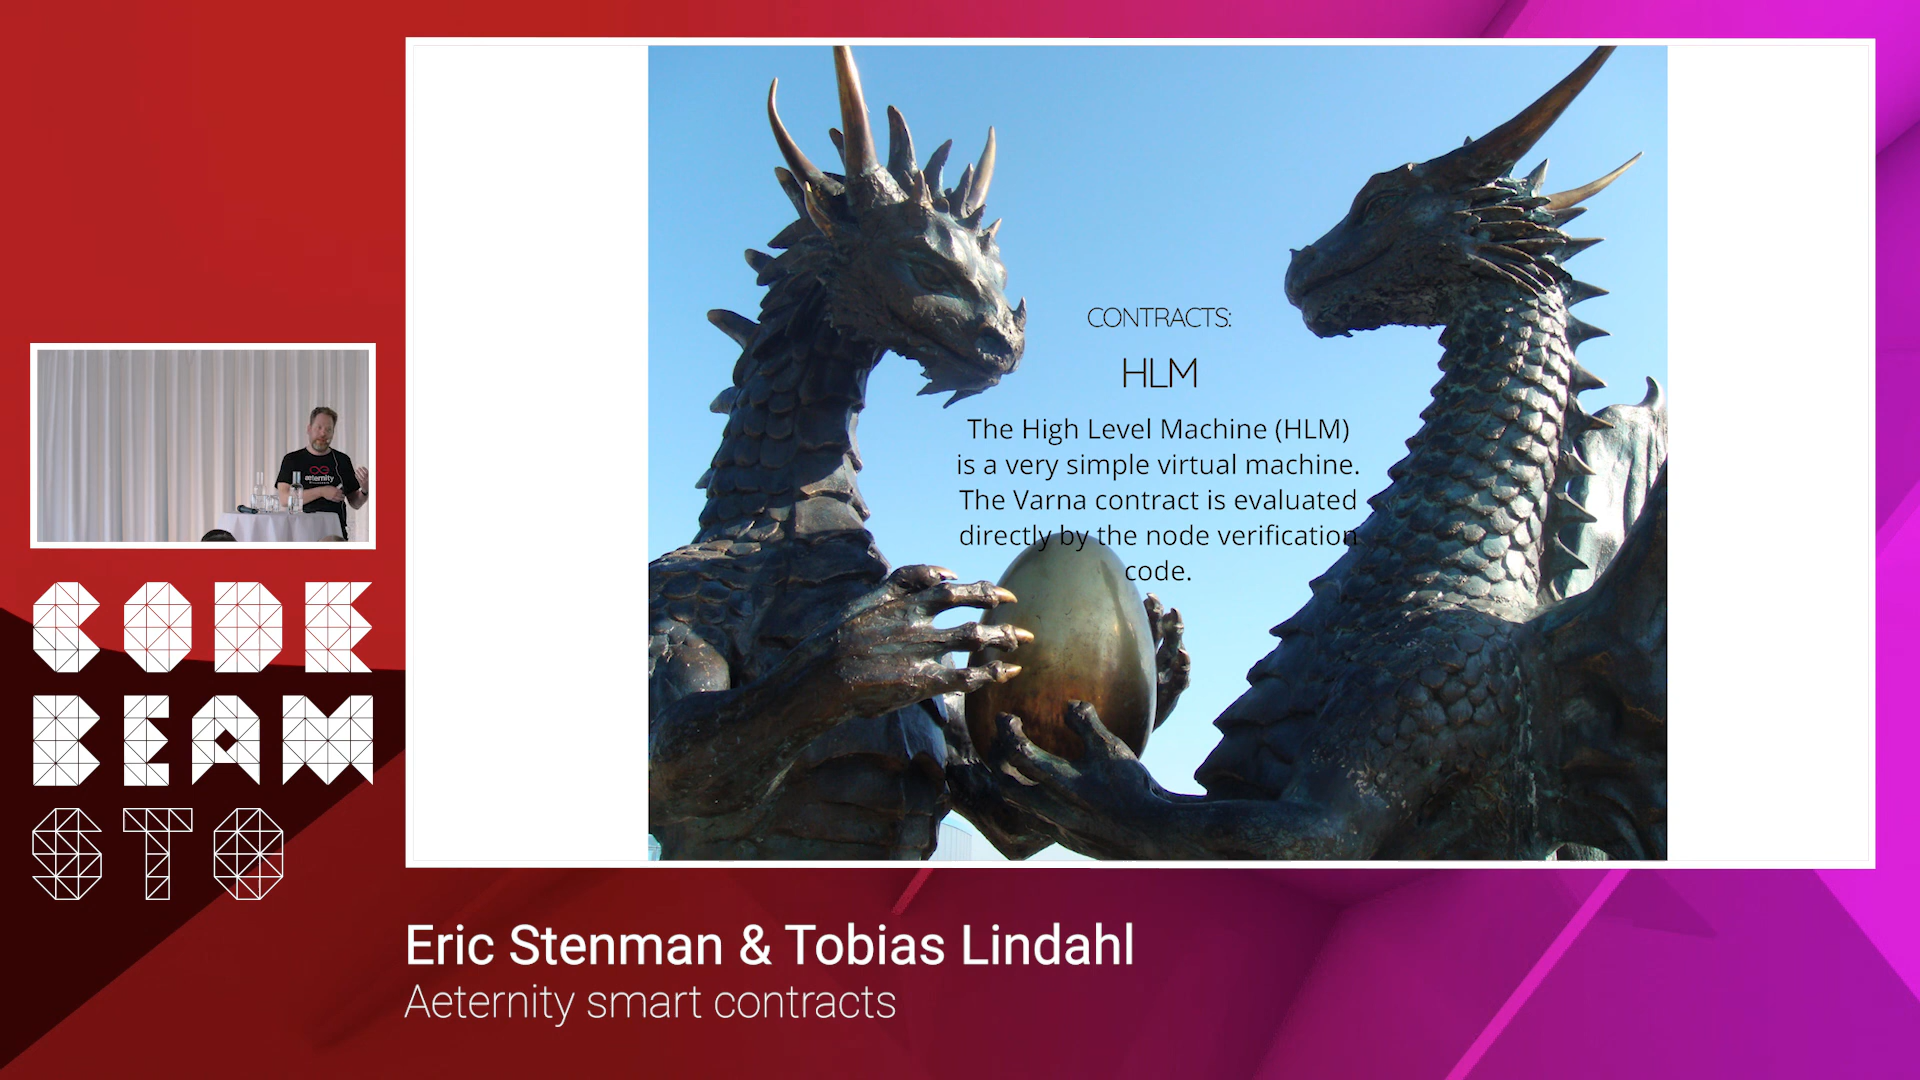 CONTRACTS:
HLM
The High Level Machine (HLM)
is a very simple virtual machine.
The Varna contract is evaluated
directly by the node verification
code.
aeternity
CODE
BEAM
STO
Eric Stenman & Tobias Lindahl
Aeternity smart contracts